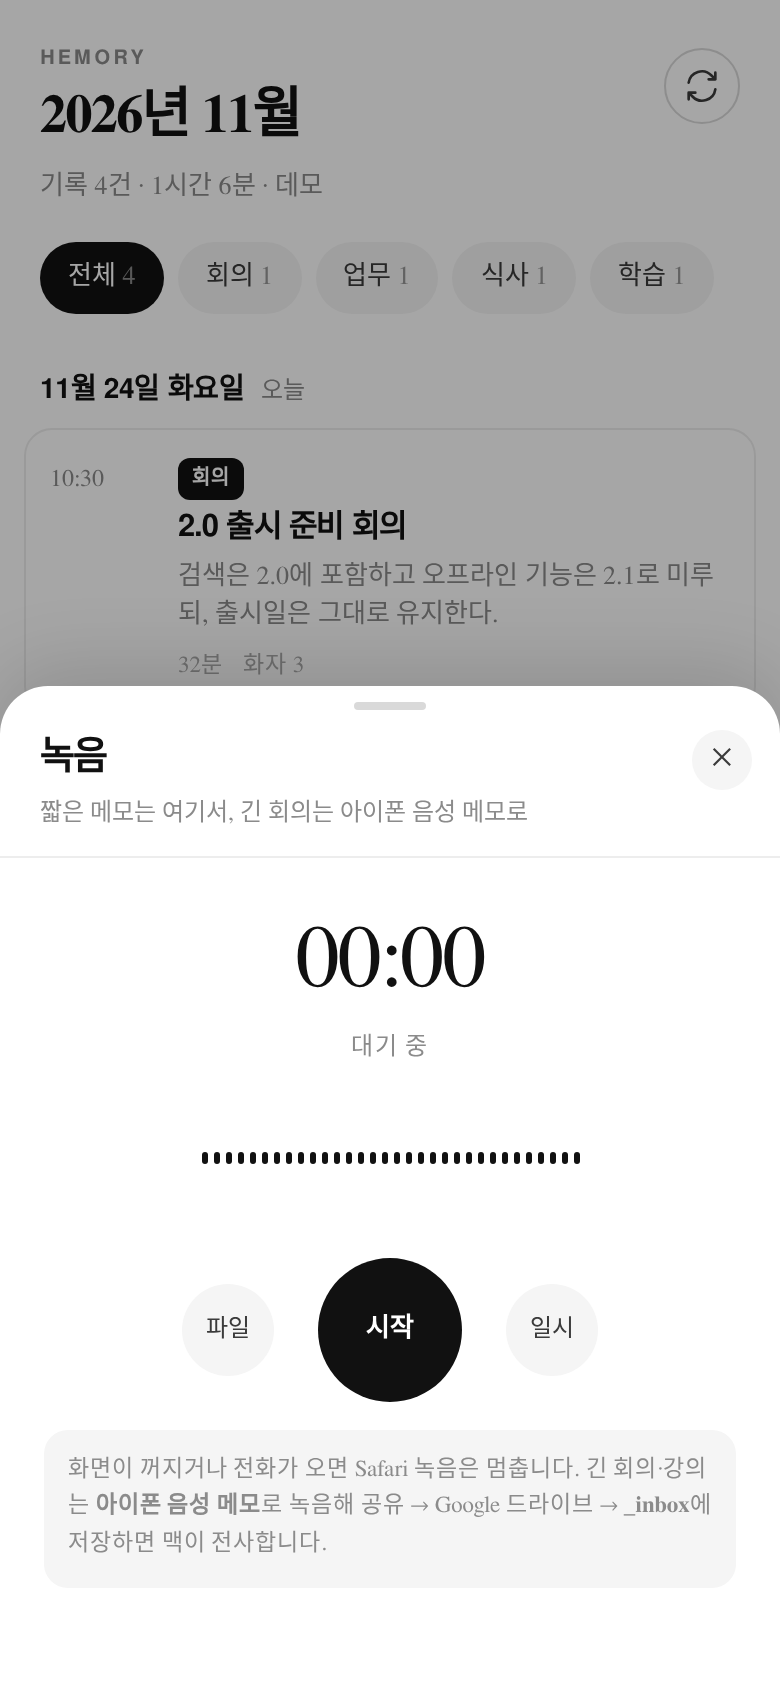 HEMORY
2026년 11월
기록 4건 · 1시간 6분 · 데모
전체 4
회의 1
업무 1
식사 1
학습 1
11월 24일 화요일 오늘
10:30
회의
2.0 출시 준비 회의
검색은 2.0에 포함하고 오프라인 기능은 2.1로 미루
되, 출시일은 그대로 유지한다.
32분 화자 3
녹음
짧은 메모는 여기서, 긴 회의는 아이폰 음성 메모로
00:00
대기 중
파일
시작
일시
화면이 꺼지거나 전화가 오면 Safari 녹음은 멈춥니다. 긴 회의·강의
는 아이폰 음성 메모로 녹음해 공유 → Google 드라이브 → _inbox에
저장하면 맥이 전사합니다.